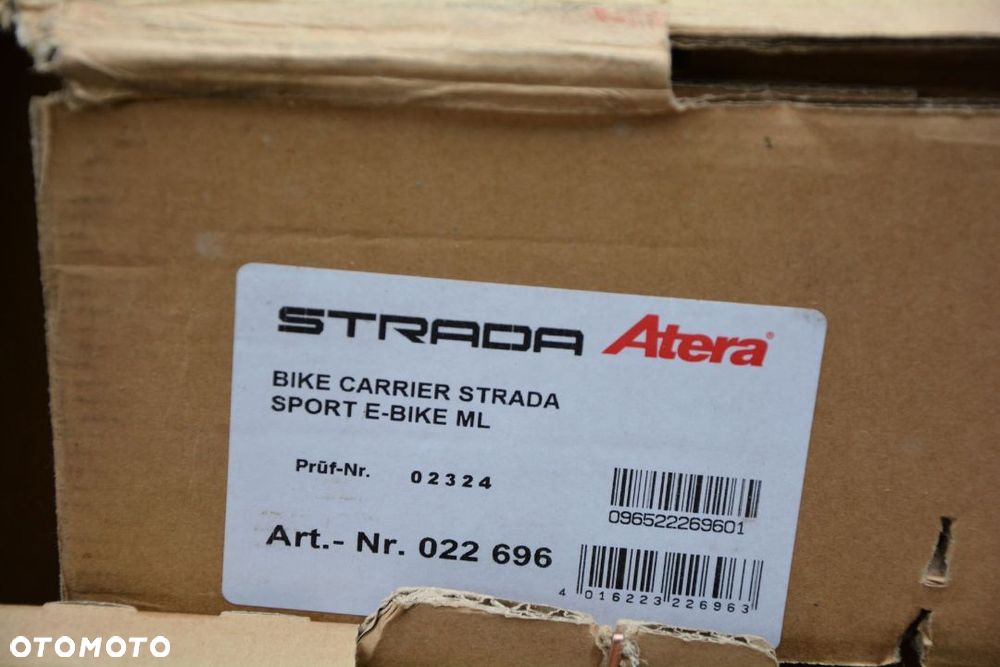 STRADA Atera®
BIKE CARRIER STRADA
SPORT E-BIKE ML
Prüf-Nr. 02324
096522269601
Art.- Nr. 022 696
4 016223 226963
OTOMOTO